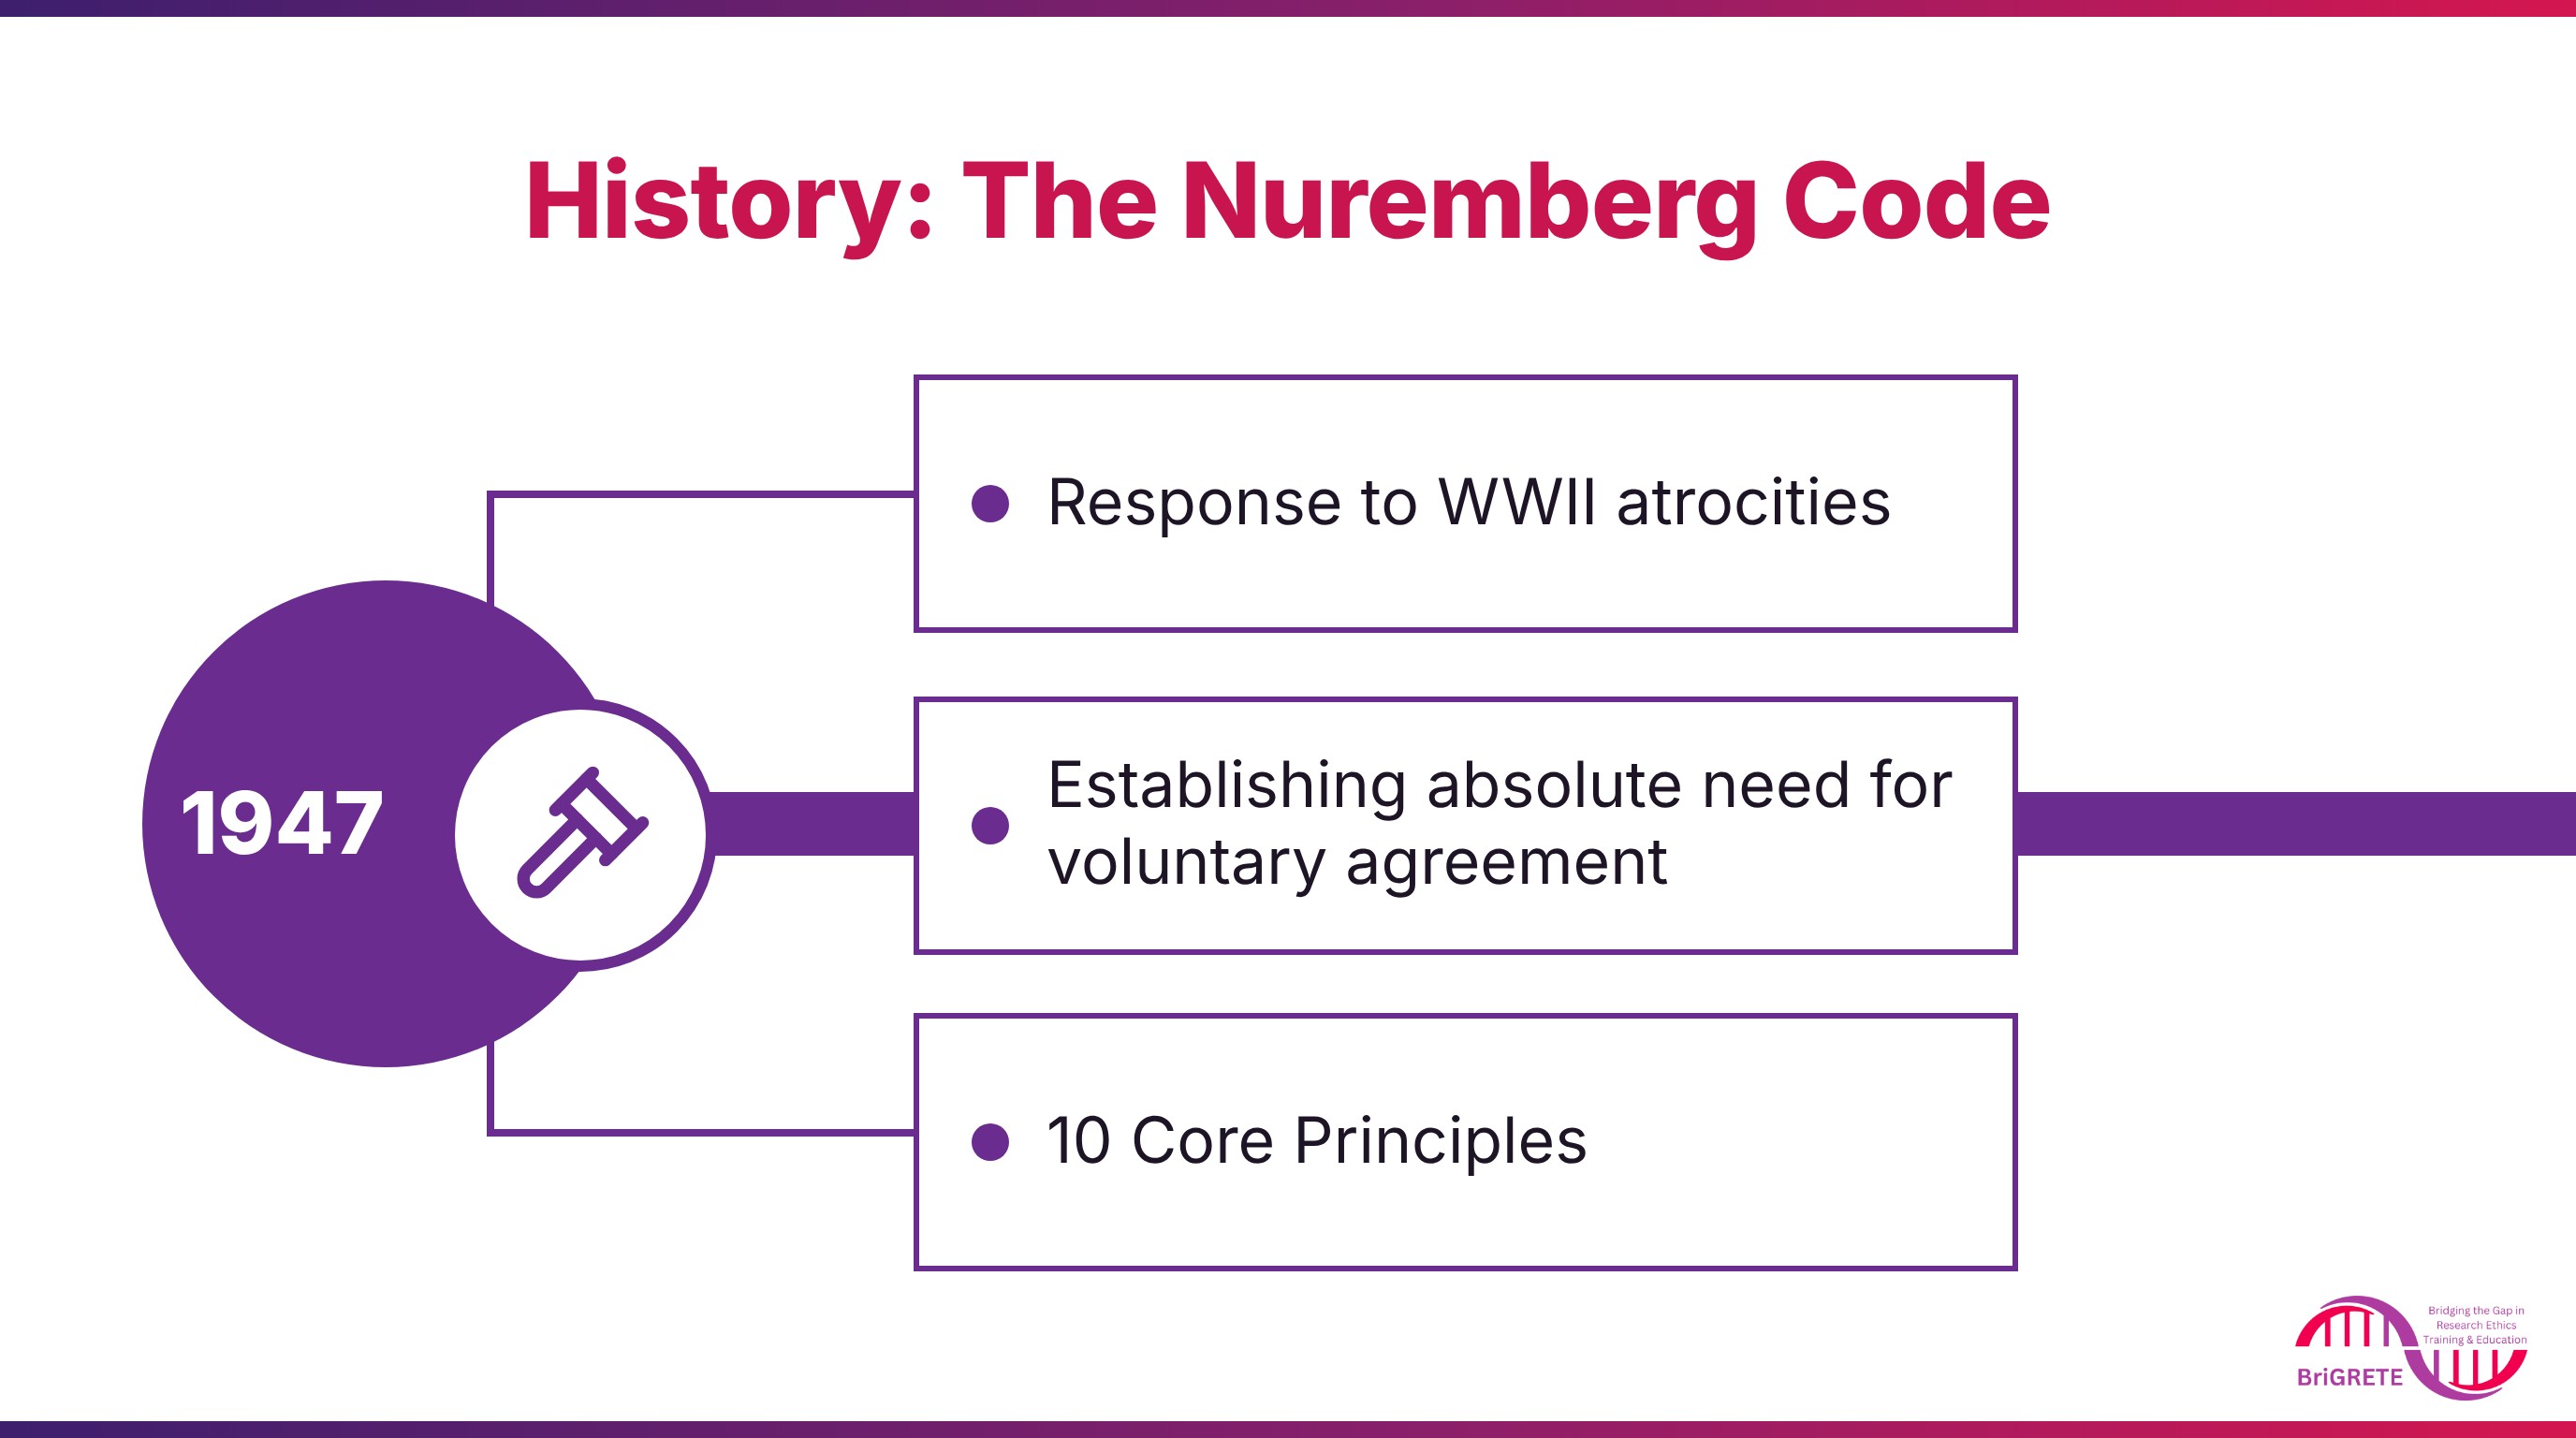 History: The Nuremberg Code
Response to WWII atrocities
1947
Establishing absolute need for
voluntary agreement
10 Core Principles
Bridging the Gap in
Research Ethics
Training & Education
BriGRETE